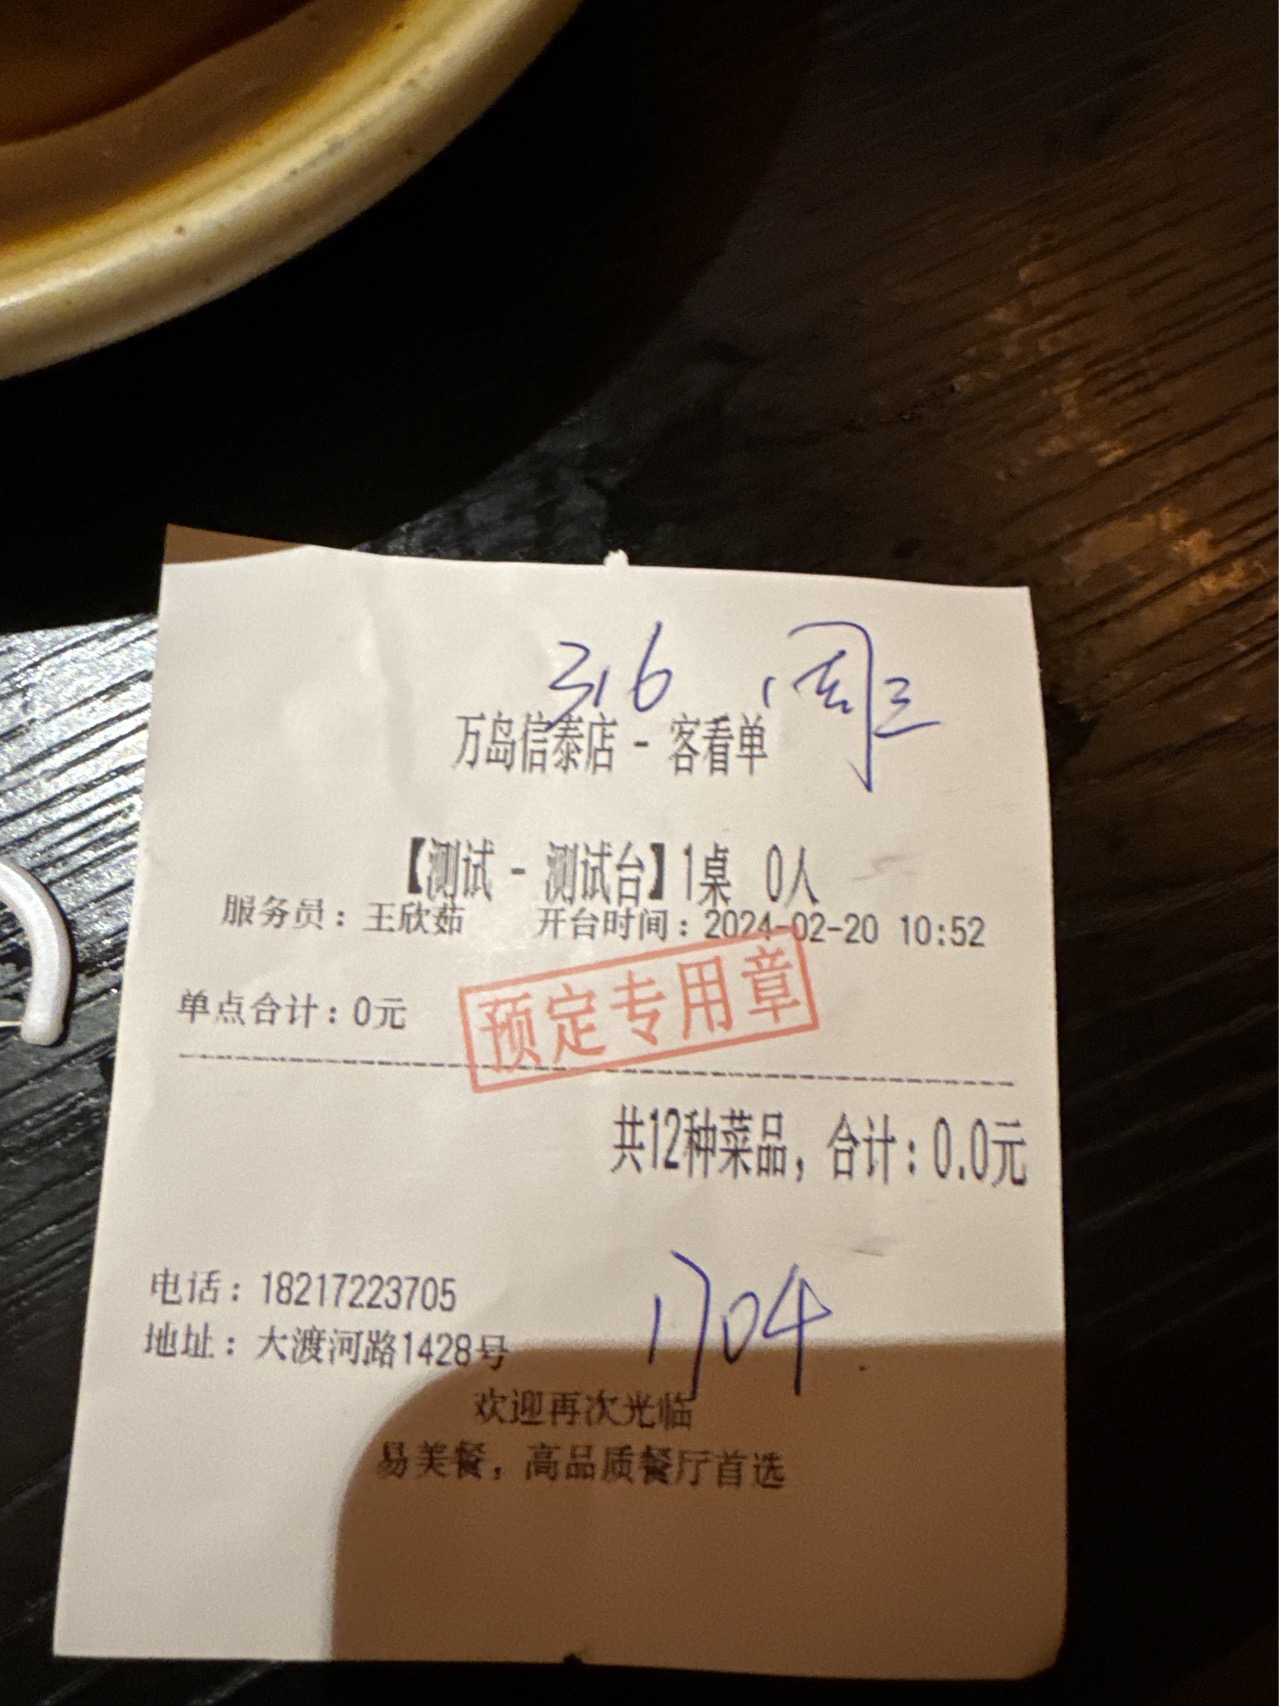 3.6 周三
万岛信泰店 - 客看单
【测试 - 测试台】1桌 0人
服务员：王欣茹 开台时间：2024-02-20 10:52
单点合计：0元
预定专用章
共12种菜品，合计：0.0元
电话：18217223705
1704
地址：大渡河路1428号
欢迎再次光临
易美餐，高品质餐厅首选